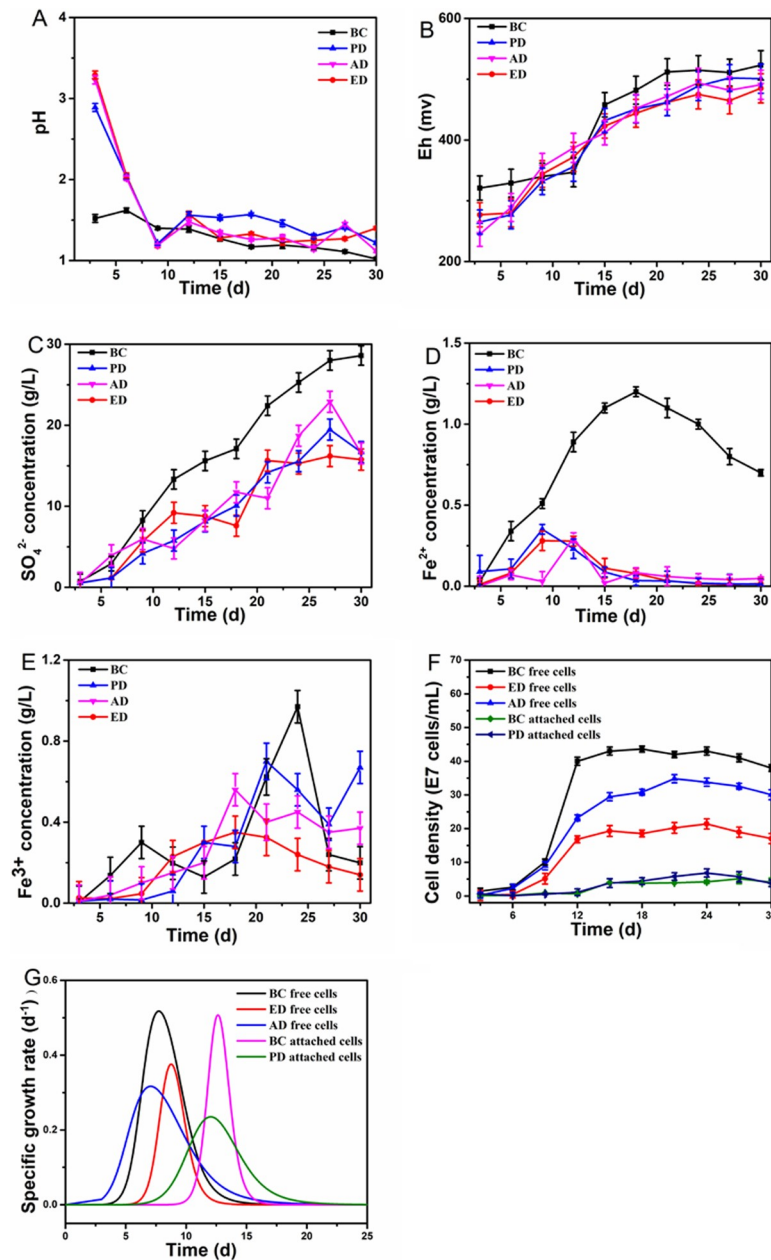 A
BC
PD
AD
ED
pH
4
3
2
1
5 10 15 20 25 30
Time (d)
B
BC
PD
AD
ED
Eh (mv)
600
400
200
5 10 15 20 25 30
Time (d)
C
BC
PD
AD
ED
SO₄²⁻ concentration (g/L)
30
20
10
0
0 5 10 15 20 25 30
Time (d)
D
BC
PD
AD
ED
Fe²⁺ concentration (g/L)
1.5
1.0
0.5
0.0
5 10 15 20 25 30
Time (d)
E
BC
PD
AD
ED
Fe3+ concentration (g/L)
1.2
0.8
0.4
0.0
5 10 15 20 25 30
Time (d)
F
BC free cells
ED free cells
AD free cells
BC attached cells
PD attached cells
Cell density (E7 cells/mL)
70
60
50
40
30
20
10
0
6 12 18 24 30
Time (d)
G
BC free cells
ED free cells
AD free cells
BC attached cells
PD attached cells
Specific growth rate (d⁻¹)
0.6
0.4
0.2
0.0
0 5 10 15 20 25
Time (d)